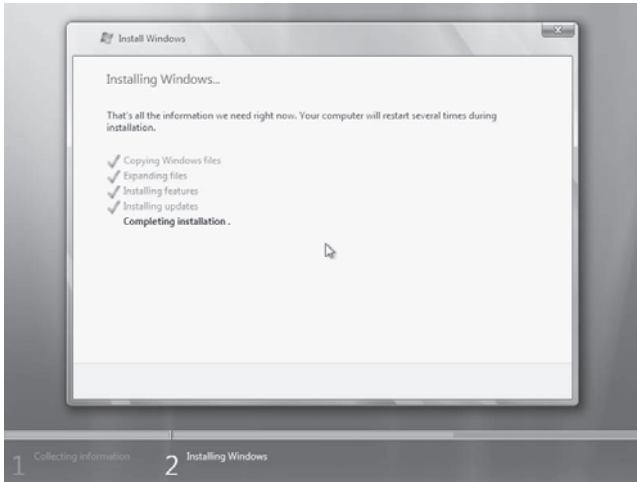 Install Windows
Installing Windows...
That's all the information we need right now. Your computer will restart several times during
installation.
Copying Windows files
Expanding files
Installing features
Installing updates
Completing installation .
1 Collecting information
2 Installing Windows